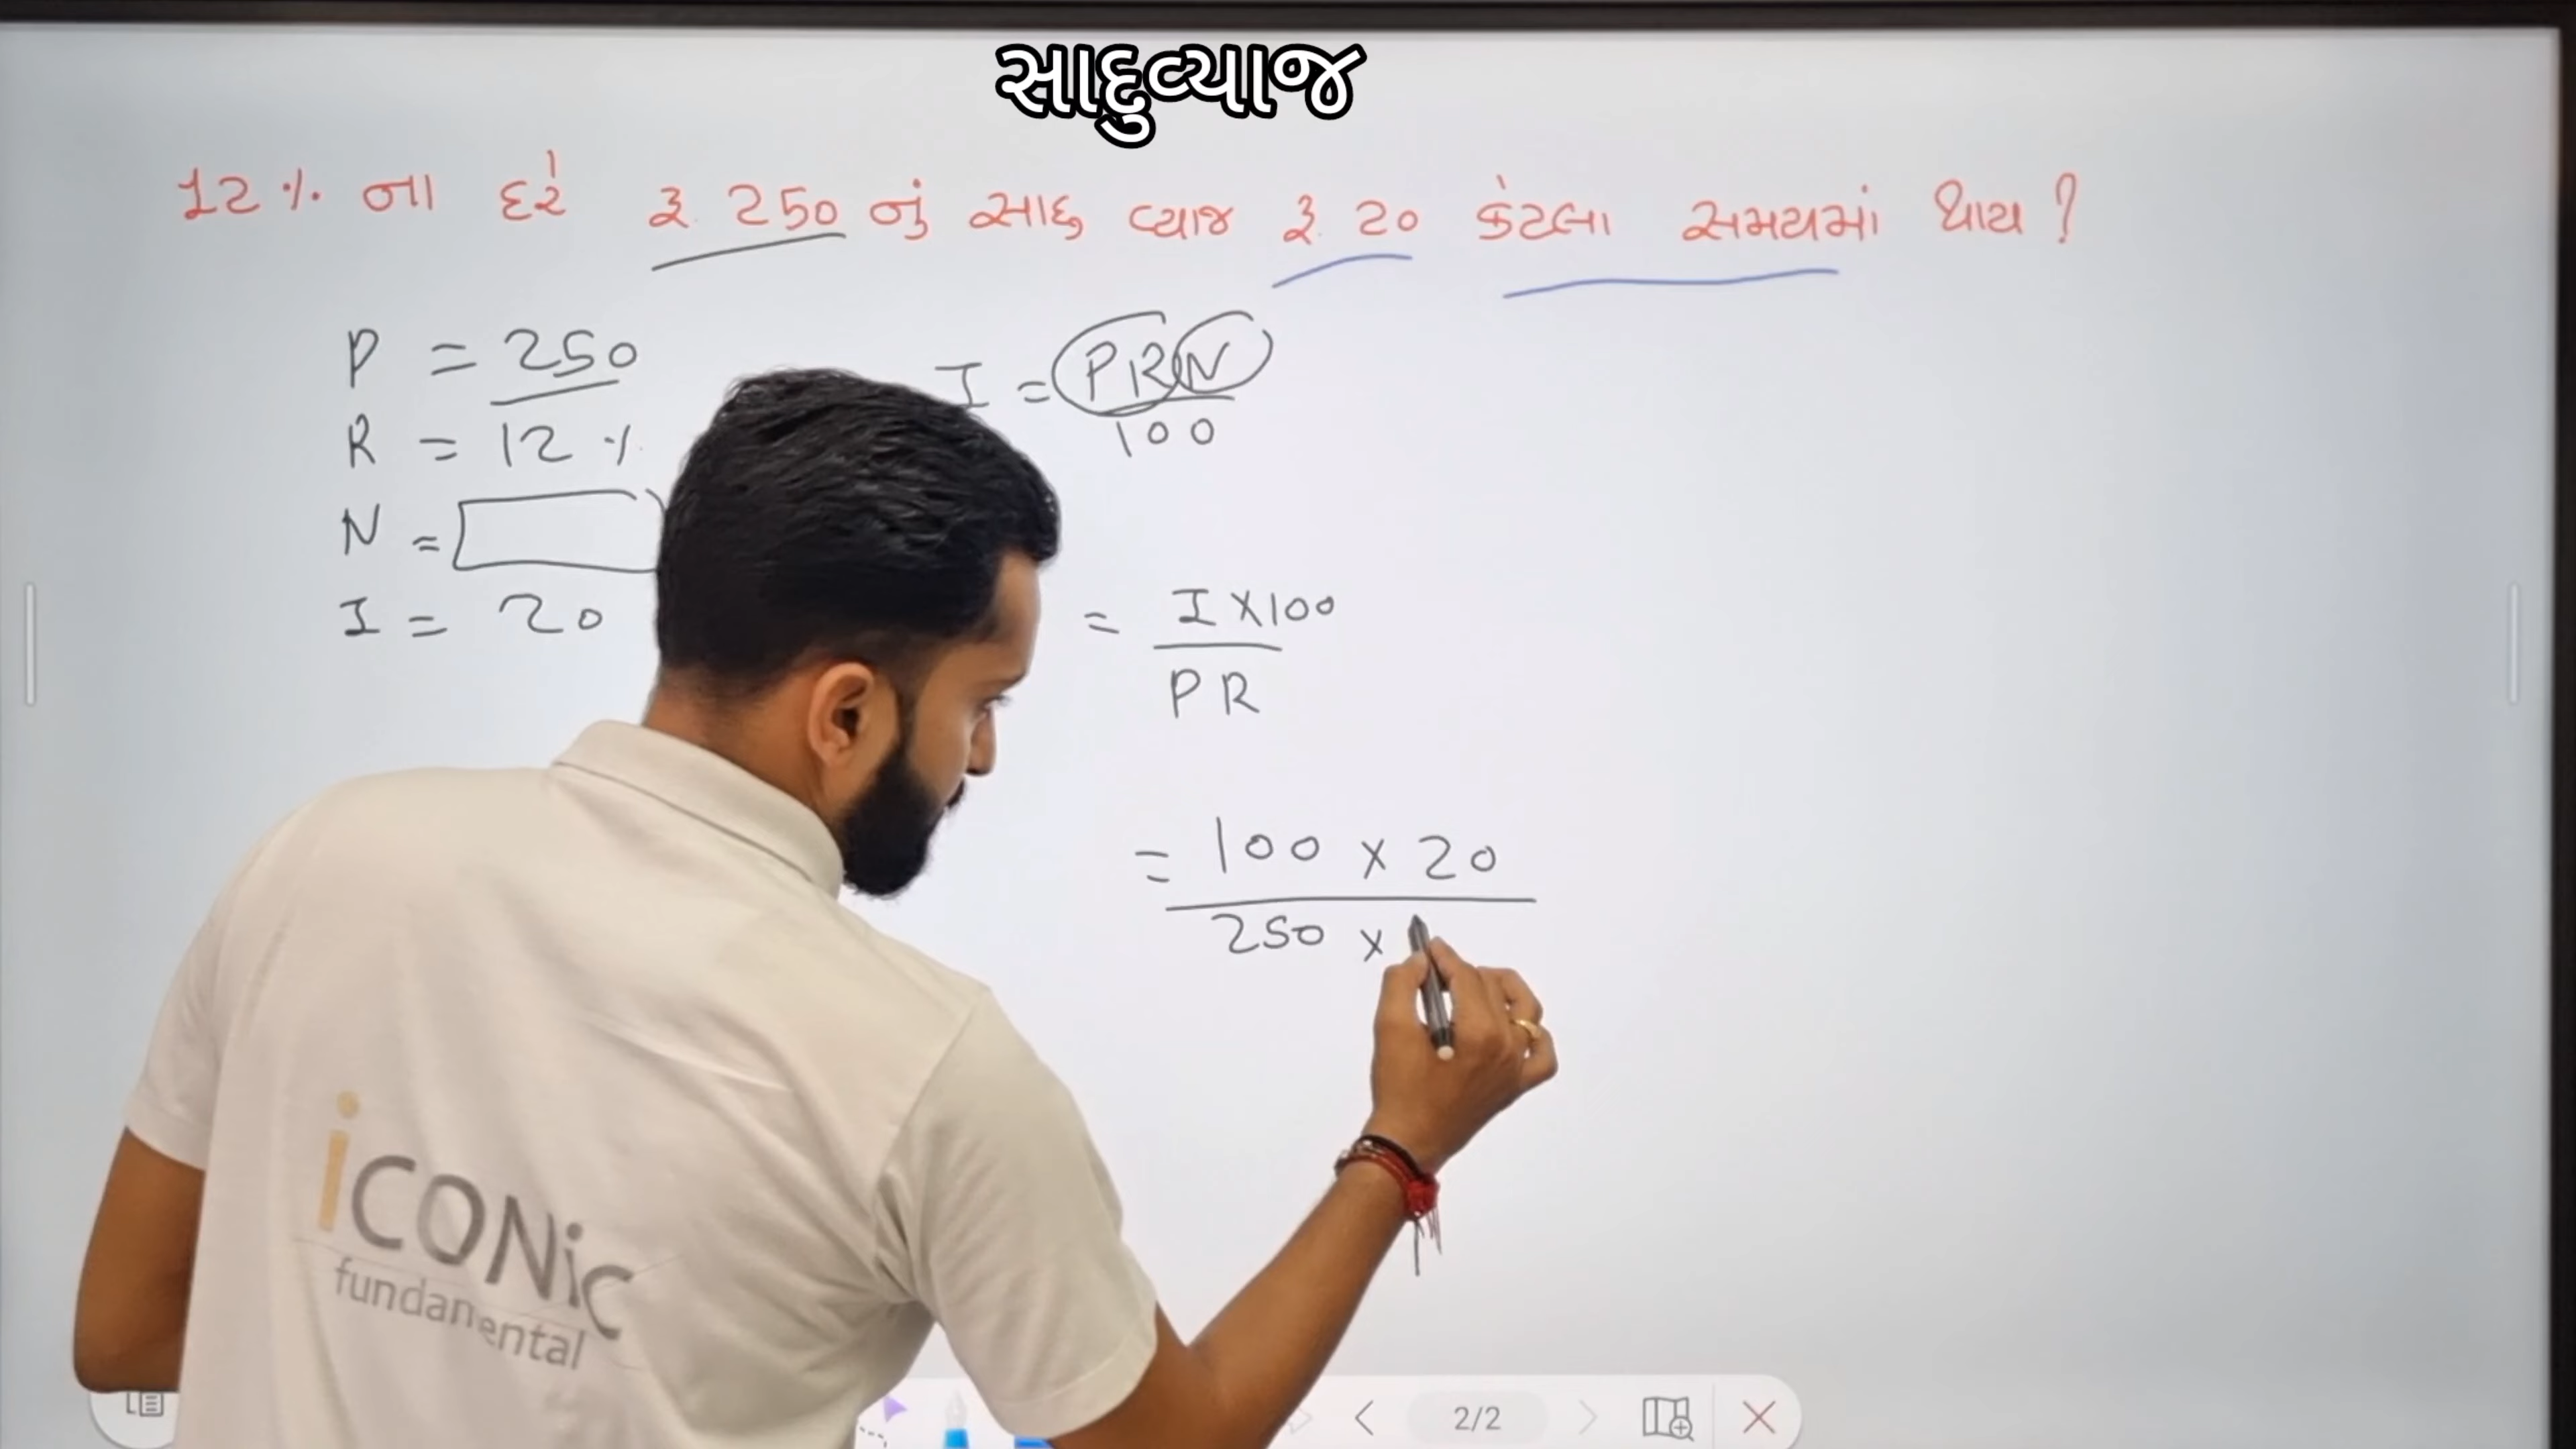 સાદુવ્યાજ
12% ના દરે રૂ. 250 નું સાદુ વ્યાજ રૂ. 20 કેટલા સમયમાં થાય ?
P = 250
R = 12 %
N =
I = 20
I = PRN
100
= I X 100
PR
= 100 x 20
250 x
iCONic
fundamental
2/2